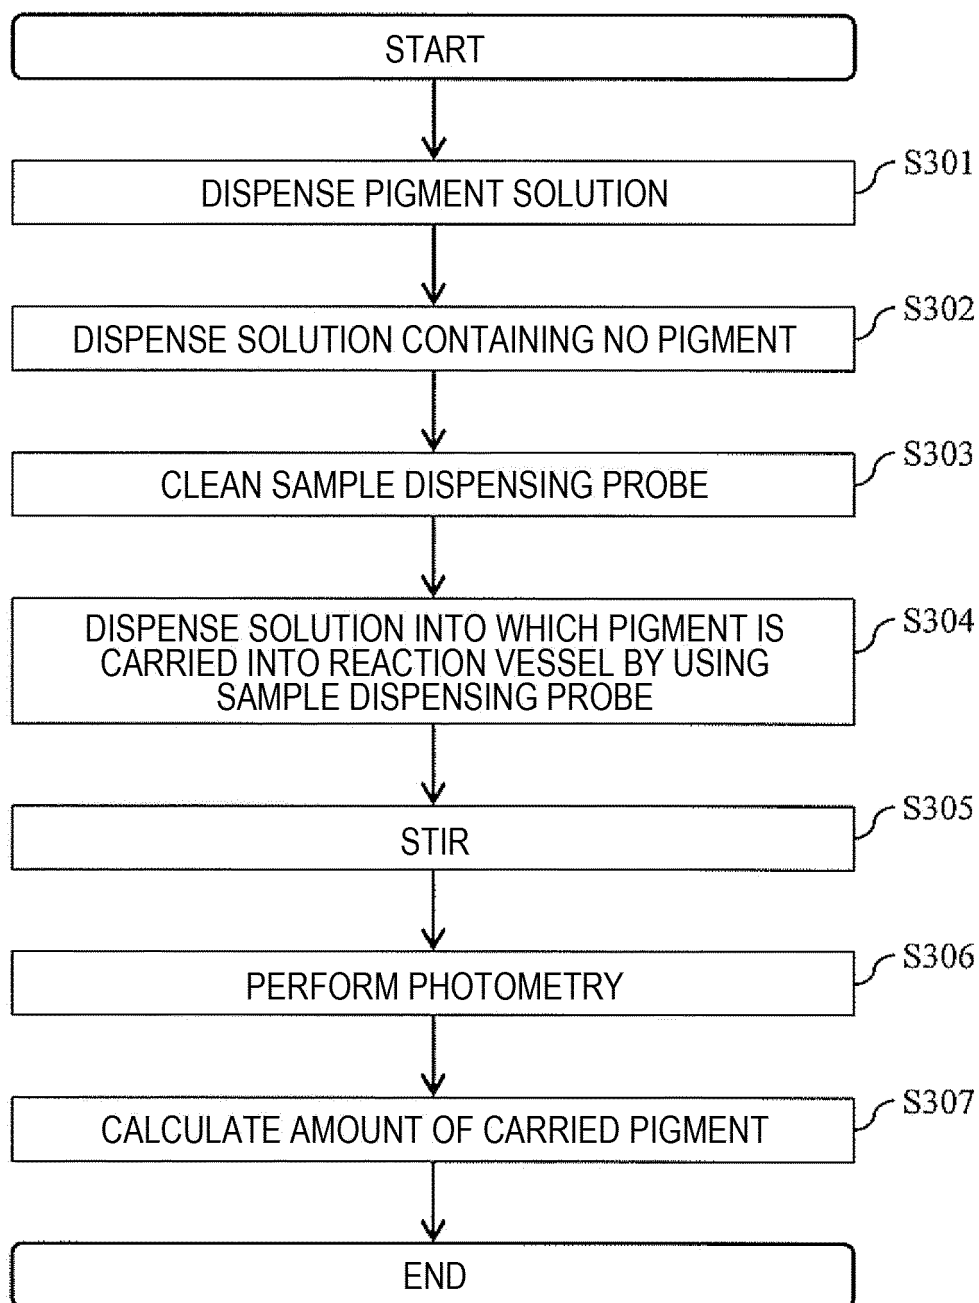 START
S301
DISPENSE PIGMENT SOLUTION
S302
DISPENSE SOLUTION CONTAINING NO PIGMENT
S303
CLEAN SAMPLE DISPENSING PROBE
S304
DISPENSE SOLUTION INTO WHICH PIGMENT IS
CARRIED INTO REACTION VESSEL BY USING
SAMPLE DISPENSING PROBE
S305
STIR
S306
PERFORM PHOTOMETRY
S307
CALCULATE AMOUNT OF CARRIED PIGMENT
END